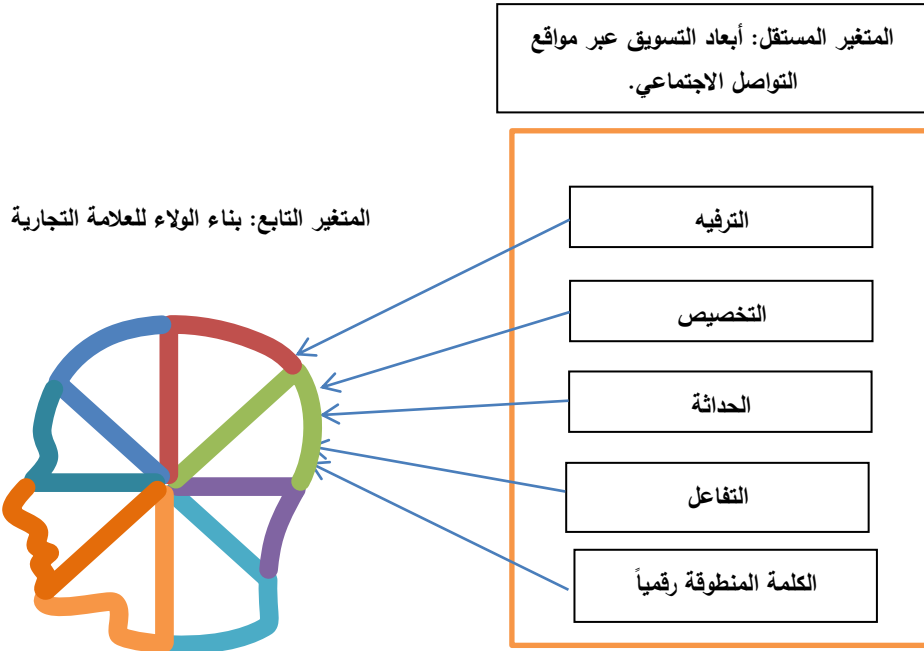 المتغير المستقل: أبعاد التسويق عبر مواقع
التواصل الاجتماعي.
المتغير التابع: بناء الولاء للعلامة التجارية
الترفيه
التخصيص
الحداثة
التفاعل
الكلمة المنطوقة رقمياً